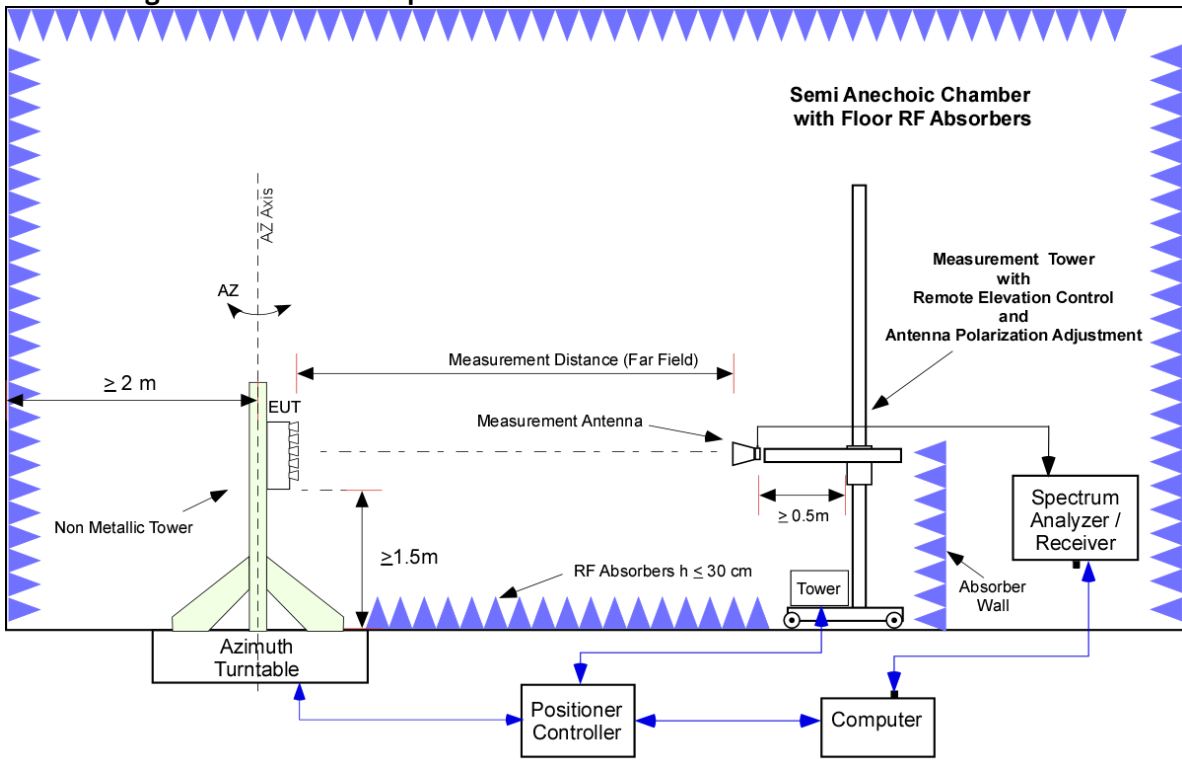 Semi Anechoic Chamber
with Floor RF Absorbers
AZ Axis
AZ
Measurement Tower
with
Remote Elevation Control
and
Antenna Polarization Adjustment
Measurement Distance (Far Field)
≥ 2 m
EUT
Measurement Antenna
Non Metallic Tower
≥ 0.5m
Spectrum
Analyzer /
Receiver
≥1.5m
RF Absorbers h ≤ 30 cm
Tower
Absorber
Wall
Azimuth
Turntable
Positioner
Controller
Computer